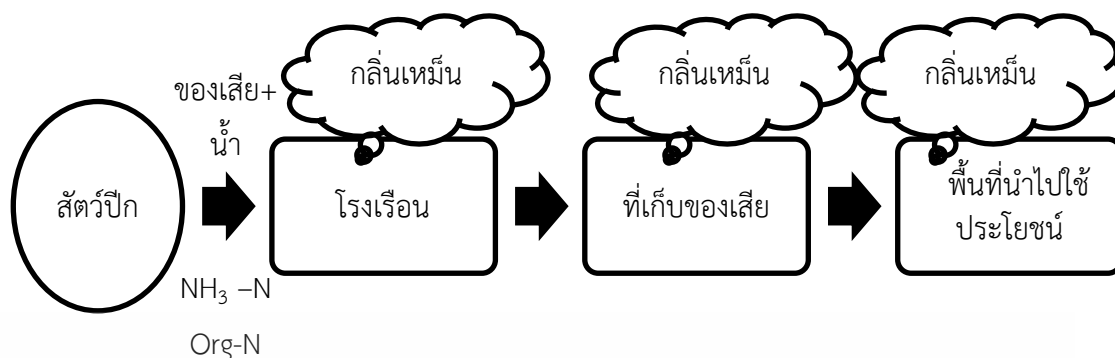 สัตว์ปีก
ของเสีย+
น้ำ
NH₃ –N
Org-N
กลิ่นเหม็น
โรงเรือน
กลิ่นเหม็น
ที่เก็บของเสีย
กลิ่นเหม็น
พื้นที่นำไปใช้
ประโยชน์